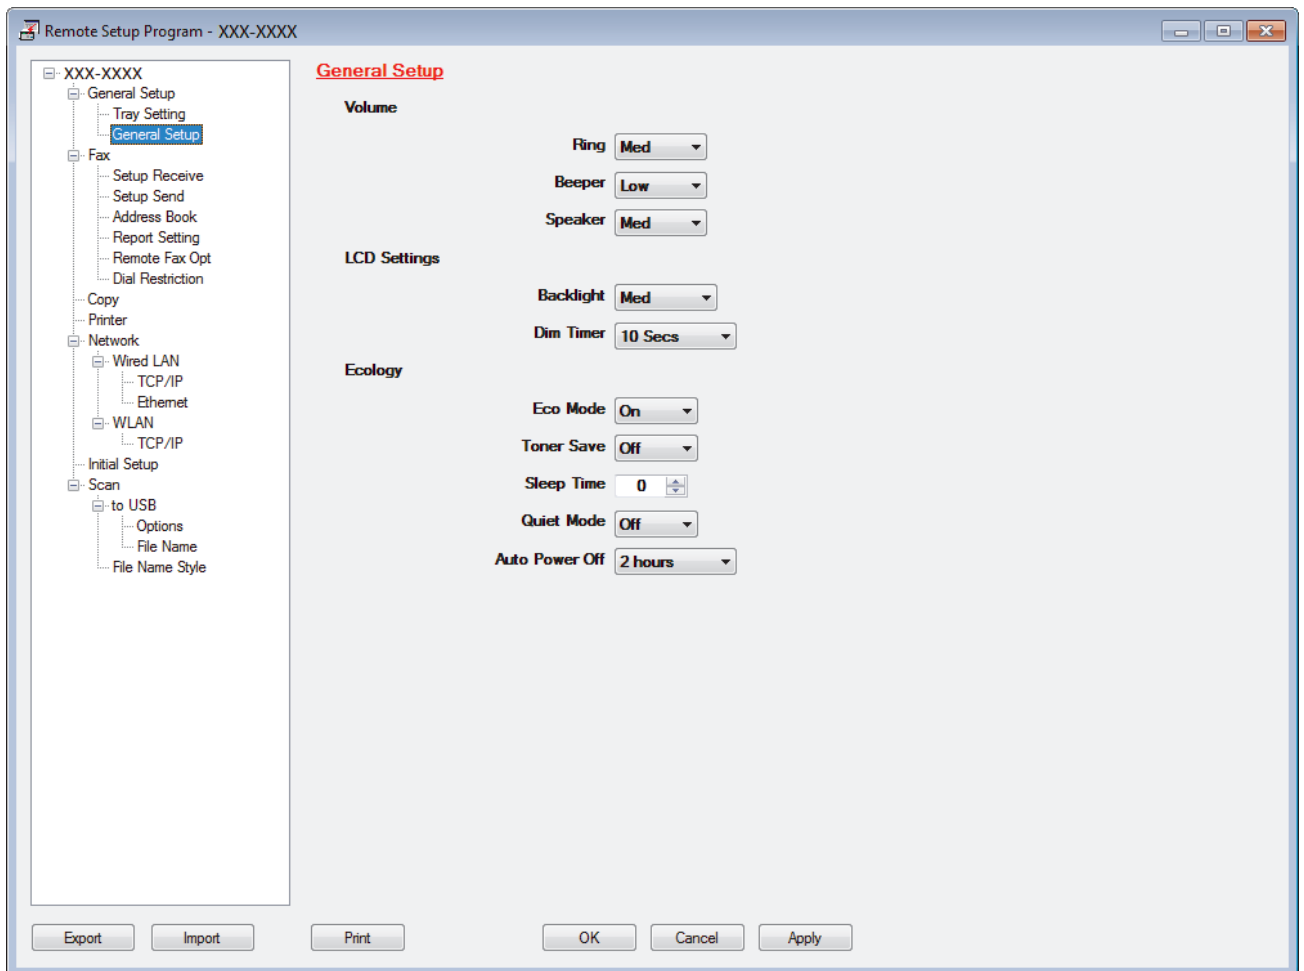 Remote Setup Program - XXX-XXXX
XXX-XXXX
General Setup
Tray Setting
General Setup
Fax
Setup Receive
Setup Send
Address Book
Report Setting
Remote Fax Opt
Dial Restriction
Copy
Printer
Network
Wired LAN
TCP/IP
Ethernet
WLAN
TCP/IP
Initial Setup
Scan
to USB
Options
File Name
File Name Style
General Setup
Volume
Ring Med
Beeper Low
Speaker Med
LCD Settings
Backlight Med
Dim Timer 10 Secs
Ecology
Eco Mode On
Toner Save Off
Sleep Time 0
Quiet Mode Off
Auto Power Off 2 hours
Export Import Print OK Cancel Apply